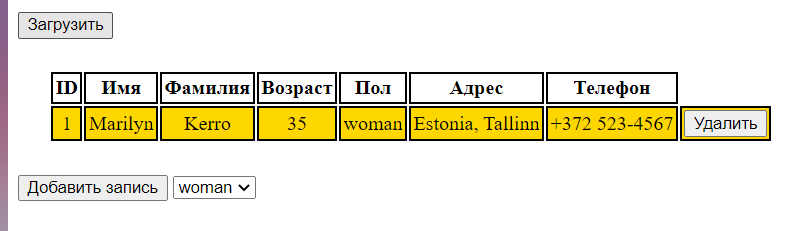 Загрузить
ID Имя Фамилия Возраст Пол Адрес Телефон
1 Marilyn Kerro 35 woman Estonia, Tallinn +372 523-4567 Удалить
Добавить запись woman